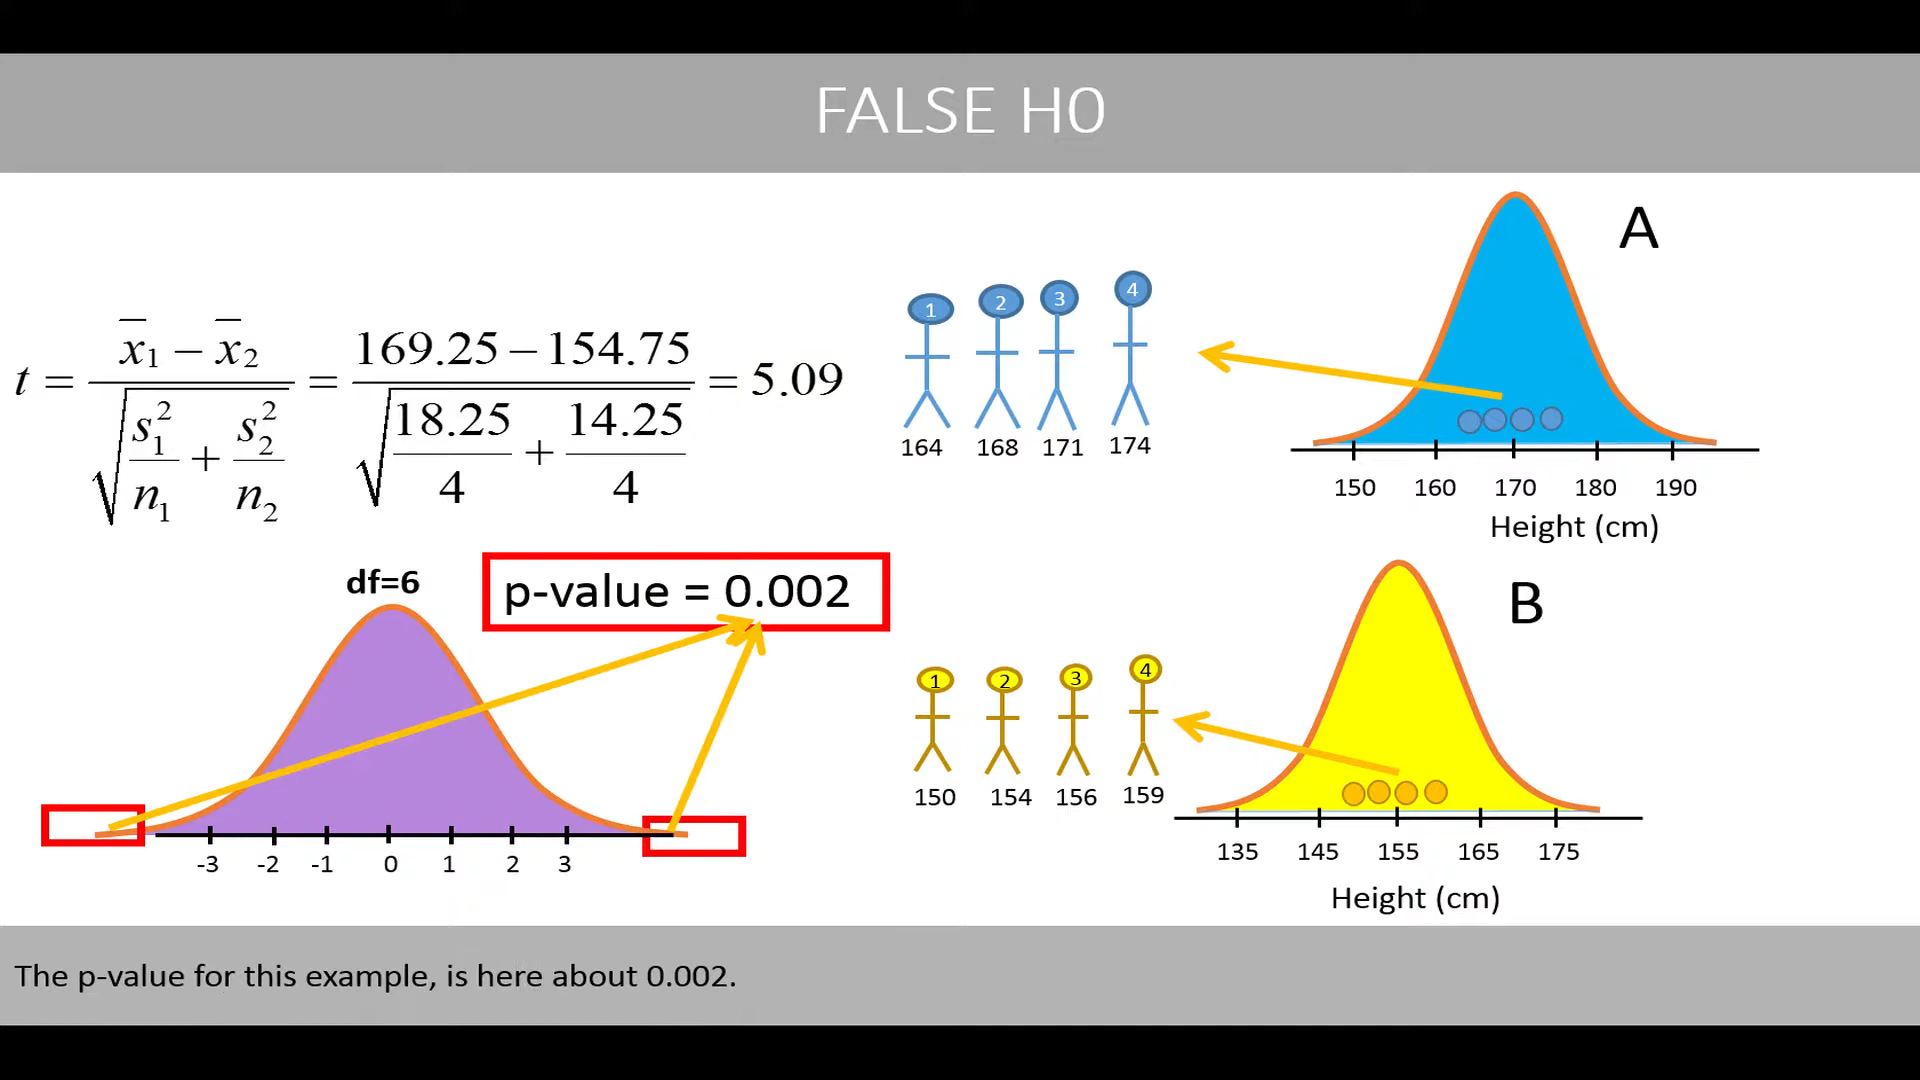 FALSE H0
t = (x̄₁ − x̄₂) / √(s₁²/n₁ + s₂²/n₂) = (169.25 − 154.75) / √(18.25/4 + 14.25/4) = 5.09
1 2 3 4
164 168 171 174
A
150 160 170 180 190
Height (cm)
df=6
p-value = 0.002
-3 -2 -1 0 1 2 3
1 2 3 4
150 154 156 159
B
135 145 155 165 175
Height (cm)
The p-value for this example, is here about 0.002.